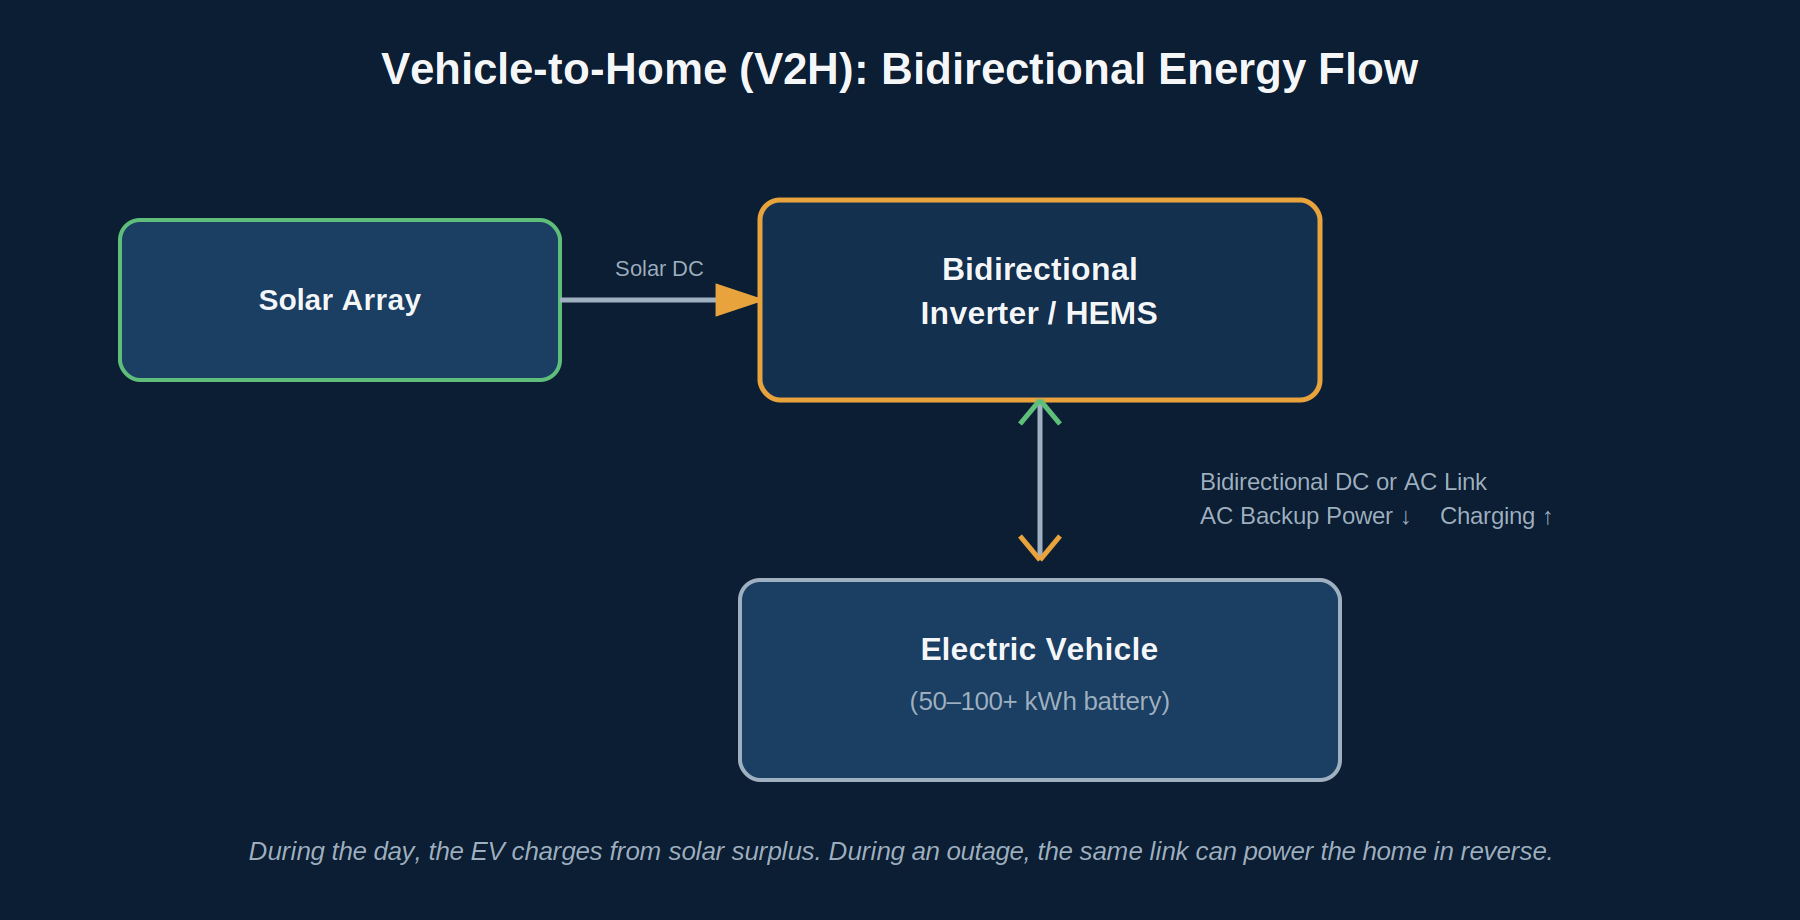 Vehicle-to-Home (V2H): Bidirectional Energy Flow
Solar Array
Solar DC
Bidirectional
Inverter / HEMS
Bidirectional DC or AC Link
AC Backup Power ↓ Charging ↑
Electric Vehicle
(50–100+ kWh battery)
During the day, the EV charges from solar surplus. During an outage, the same link can power the home in reverse.